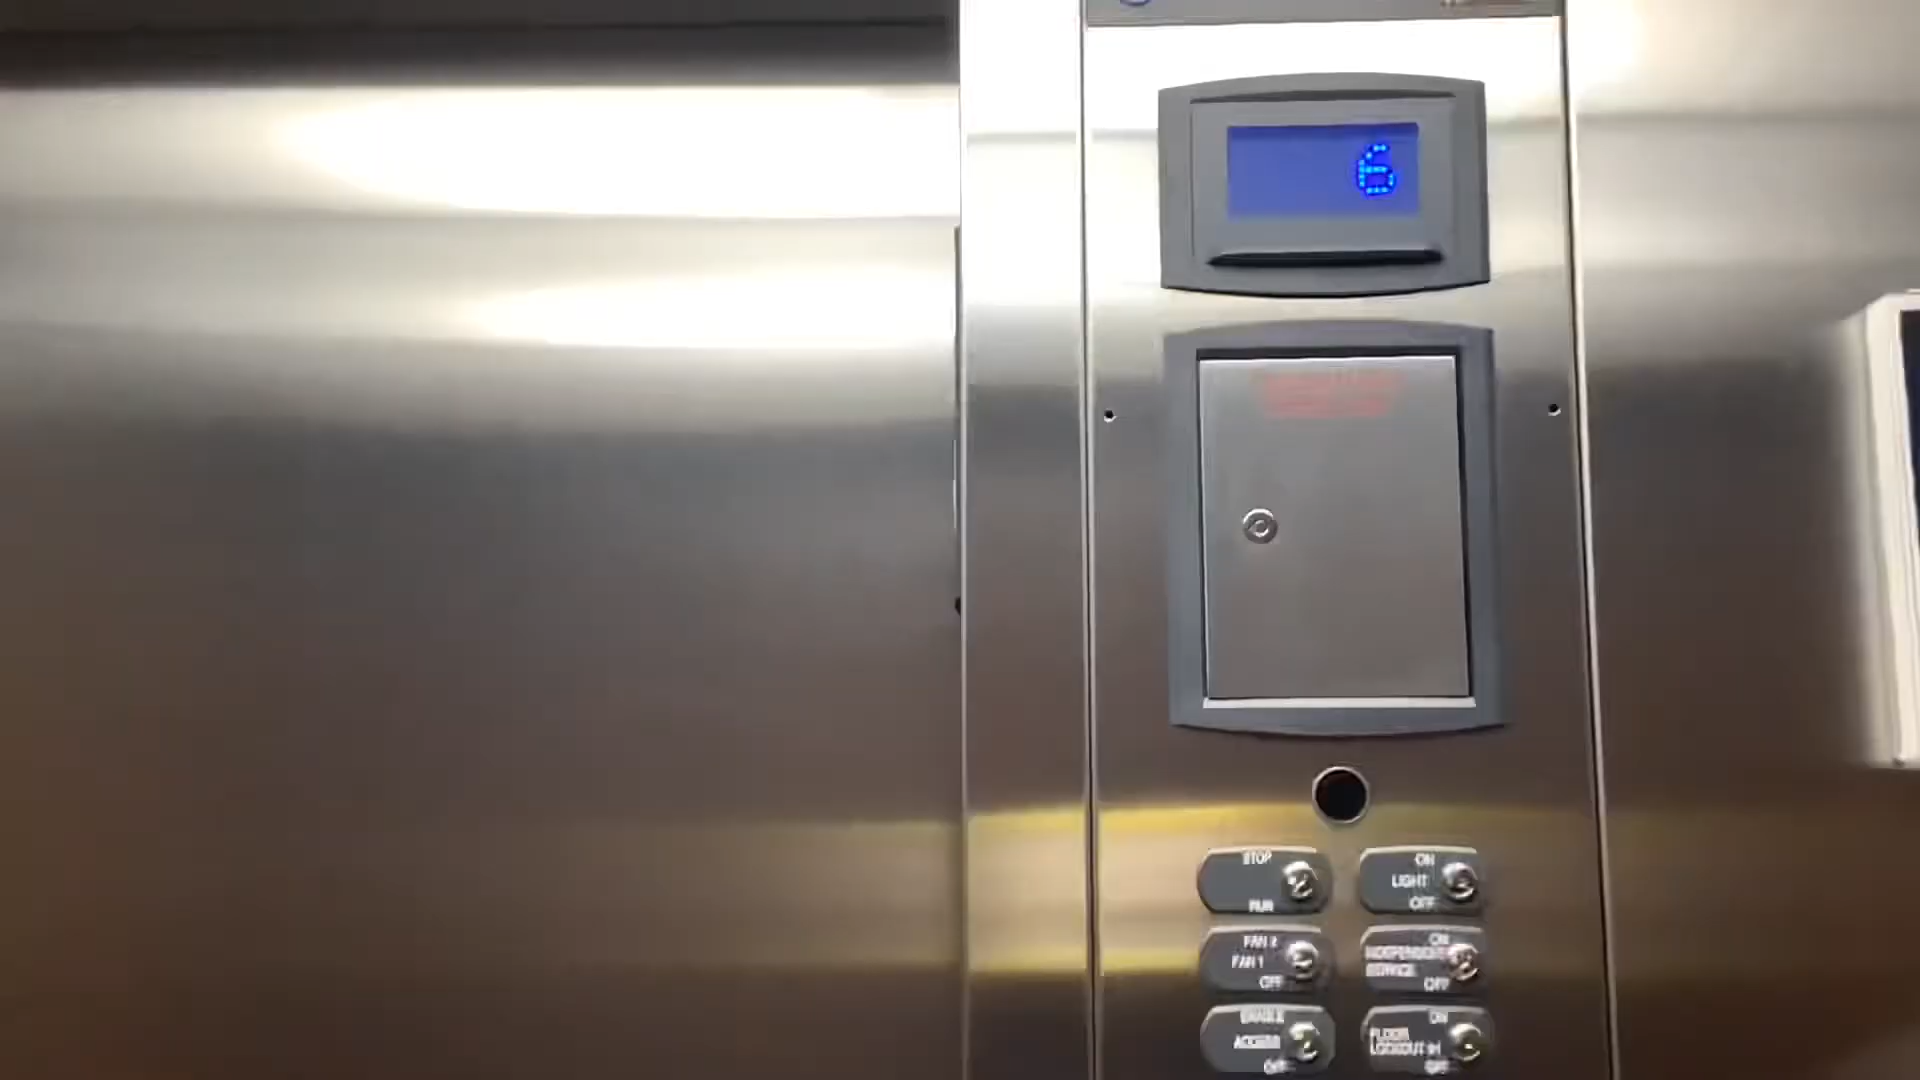 6
STOP
RUN
ON
LIGHT
OFF
FAN 2
FAN 1
OFF
ON
INDEPENDENT
SERVICE
OFF
ENABLE
ACCESS
OFF
ON
FLOOR
LOCKOUT
OFF